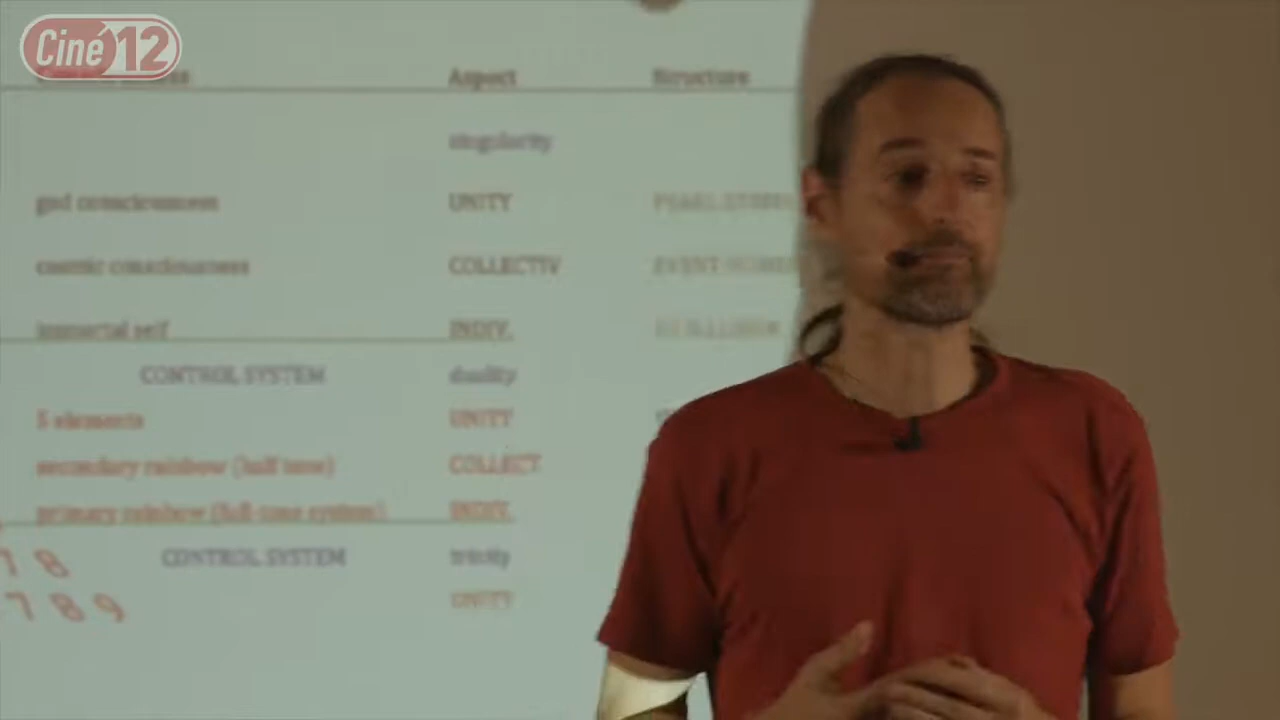 Ciné 12
Aspect Structure
singularity
god consciousness UNITY
cosmic consciousness COLLECTIV
immortal self INDIV.
CONTROL SYSTEM duality
5 elements UNITY
secondary rainbow (half tone) COLLECT.
primary rainbow (full-tone system) INDIV.
7 8 CONTROL SYSTEM trinity
7 8 9 UNITY